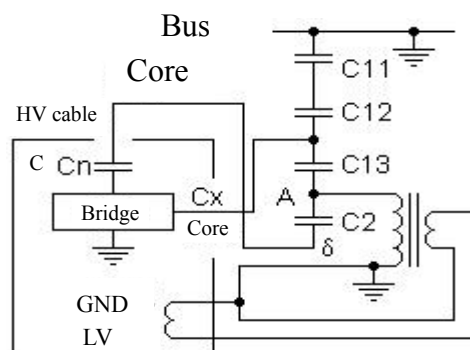 Bus
Core
C11
HV cable
C12
C Cn
C13
Cx
A
Bridge
Core
C2
δ
GND
LV